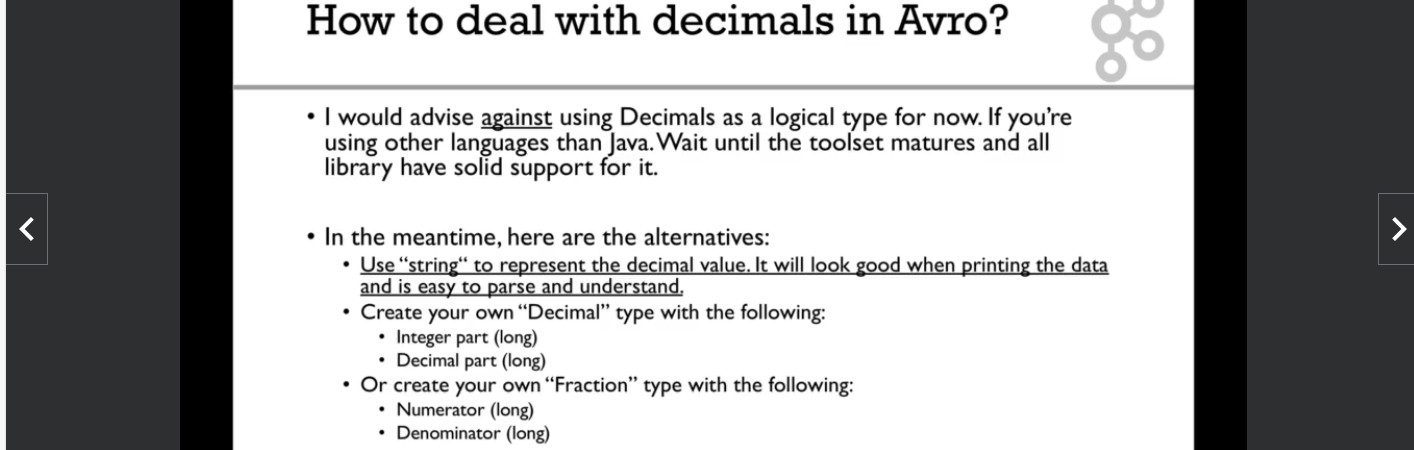 How to deal with decimals in Avro?
• I would advise against using Decimals as a logical type for now. If you're
using other languages than Java. Wait until the toolset matures and all
library have solid support for it.
• In the meantime, here are the alternatives:
• Use “string“ to represent the decimal value. It will look good when printing the data
and is easy to parse and understand.
• Create your own “Decimal” type with the following:
• Integer part (long)
• Decimal part (long)
• Or create your own “Fraction” type with the following:
• Numerator (long)
• Denominator (long)